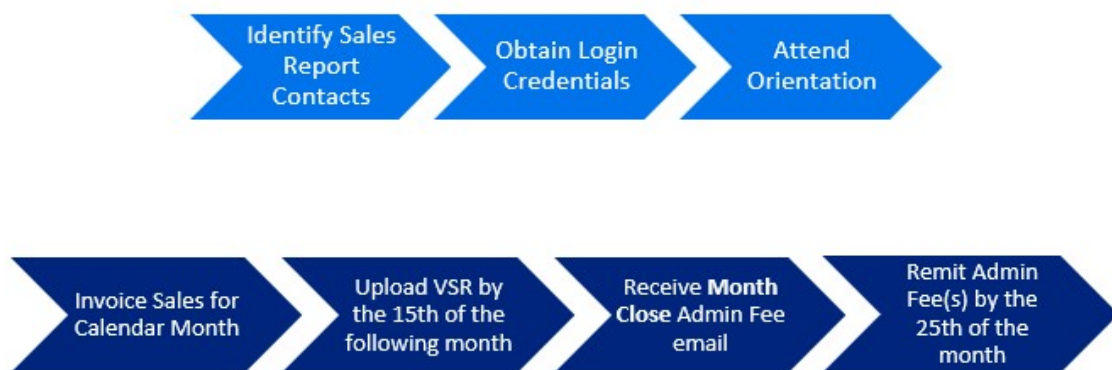 Identify Sales
Report
Contacts
Obtain Login
Credentials
Attend
Orientation
Invoice Sales for
Calendar Month
Upload VSR by
the 15th of the
following month
Receive Month
Close Admin Fee
email
Remit Admin
Fee(s) by the
25th of the
month